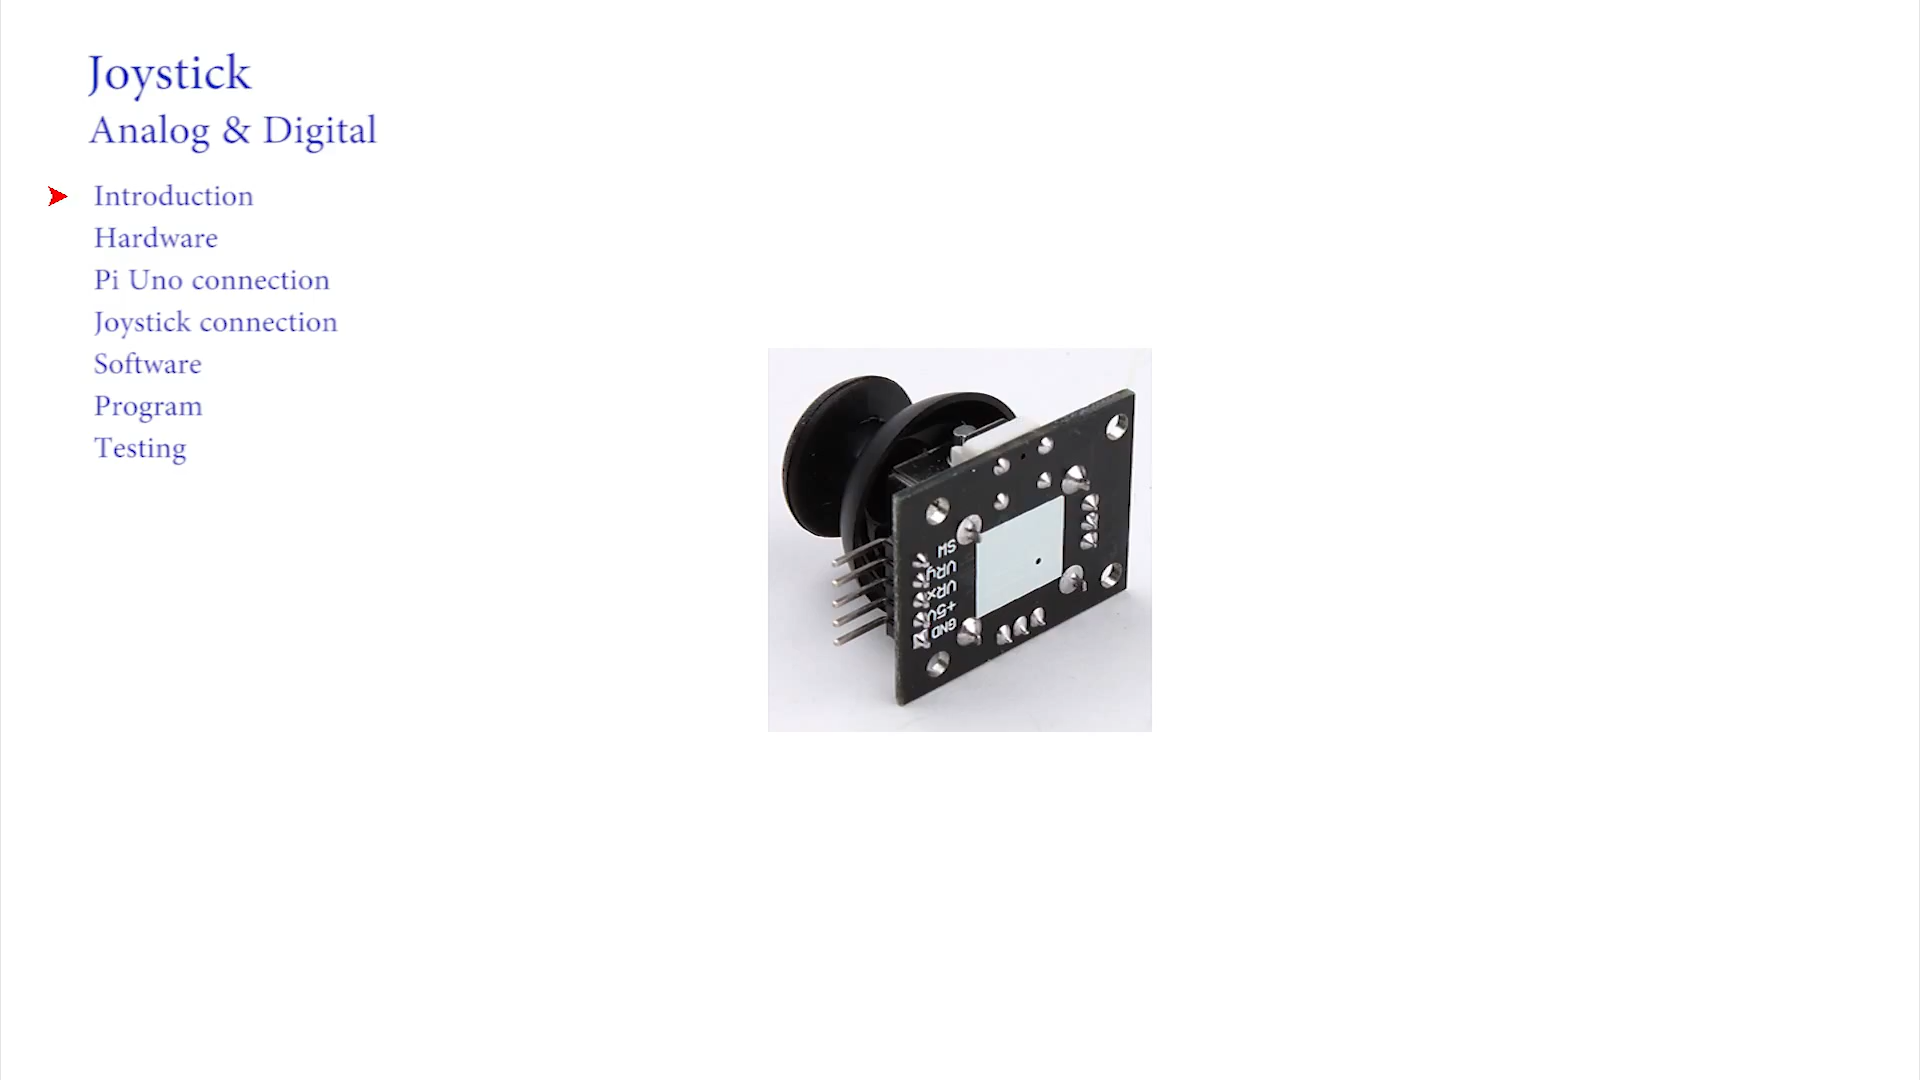 Joystick
Analog & Digital
Introduction
Hardware
Pi Uno connection
Joystick connection
Software
Program
Testing
SW
VRy
VRx
+5V
GND